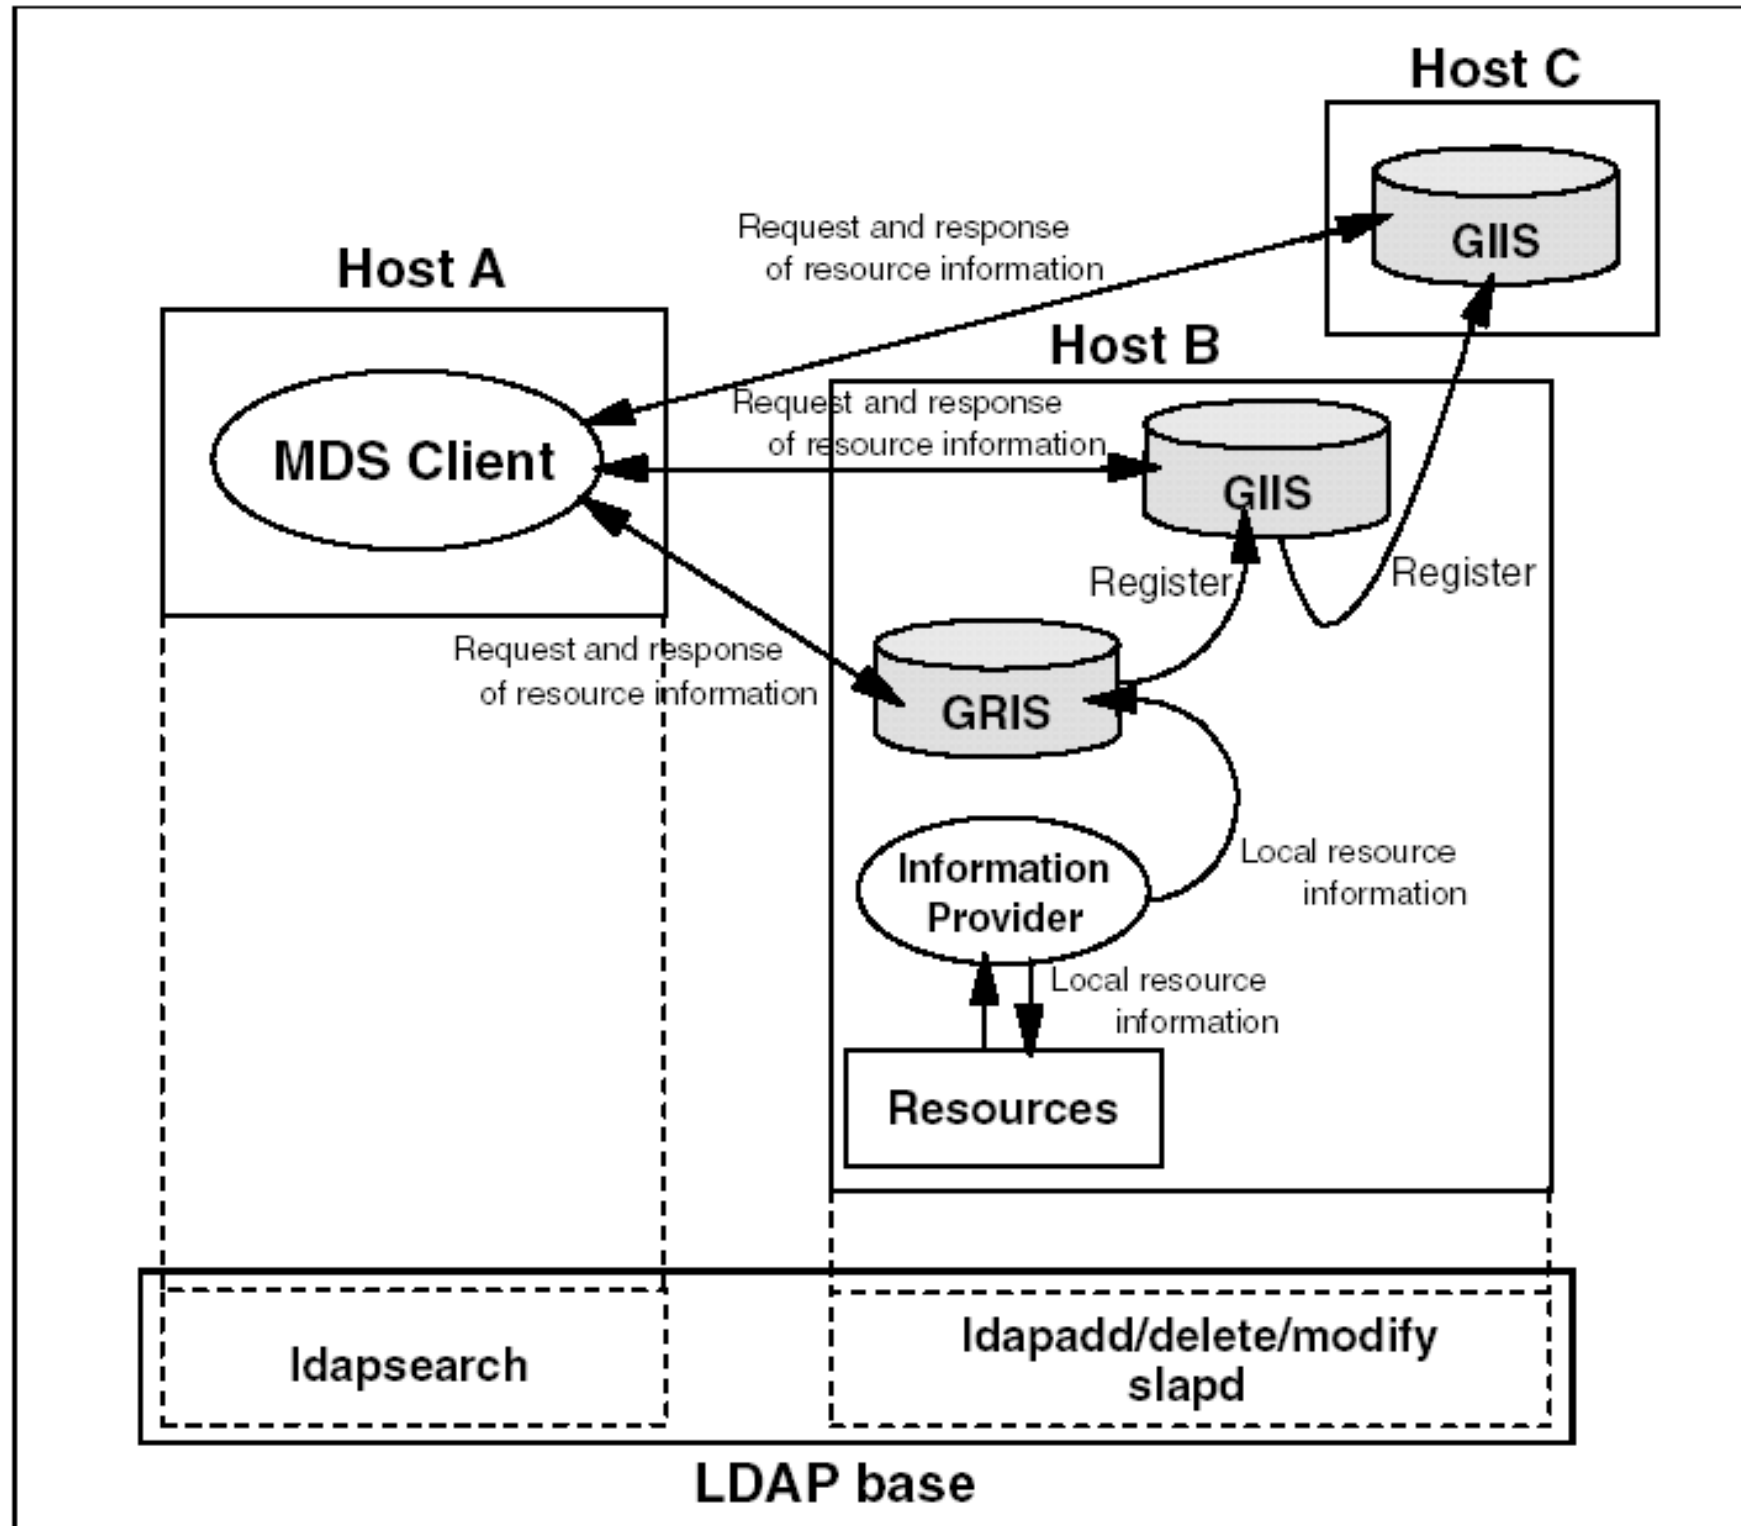 Host C
GIIS
Request and response
of resource information
Host A
MDS Client
Host B
Request and response
of resource information
GIIS
Register
Register
Request and response
of resource information
GRIS
Information
Provider
Local resource
information
Local resource
information
Resources
ldapsearch
ldapadd/delete/modify
slapd
LDAP base